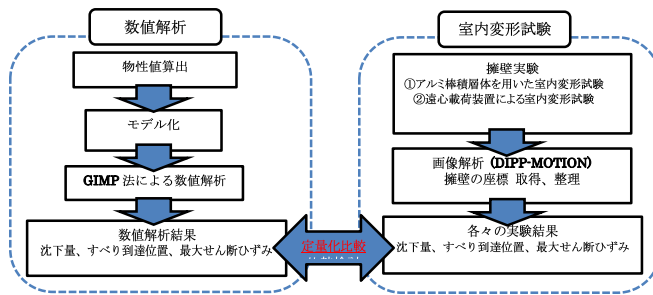 数値解析
物性値算出
モデル化
GIMP 法による数値解析
数値解析結果
沈下量、すべり到達位置、最大せん断ひずみ
定量化比較
室内変形試験
擁壁実験
①アルミ棒積層体を用いた室内変形試験
②遠心載荷装置による室内変形試験
画像解析 (DIPP-MOTION)
擁壁の座標 取得、整理
各々の実験結果
沈下量、すべり到達位置、最大せん断ひずみ